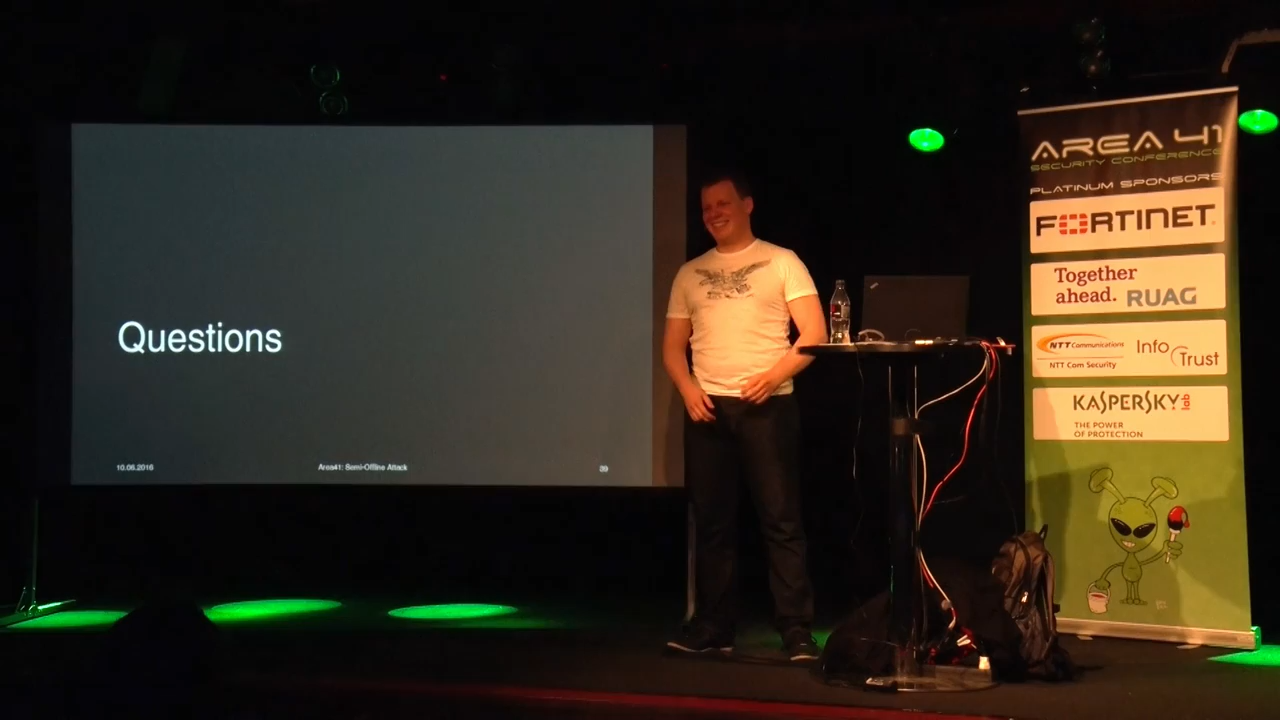 Questions
10.06.2016
Area41: Semi-Offline Attack
39
AREA 41
SECURITY CONFERENCE
PLATINUM SPONSORS
FORTINET
Together
ahead. RUAG
NTT Communications
NTT Com Security
Info
Trust
KASPERSKY lab
THE POWER
OF PROTECTION